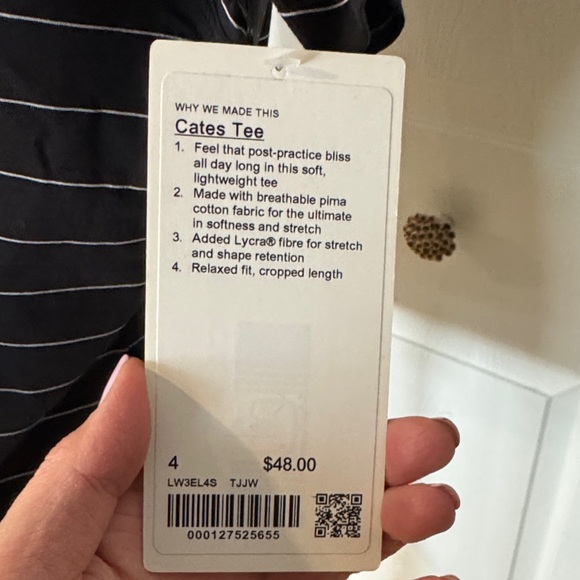 WHY WE MADE THIS
Cates Tee
1. Feel that post-practice bliss
all day long in this soft,
lightweight tee
2. Made with breathable pima
cotton fabric for the ultimate
in softness and stretch
3. Added Lycra® fibre for stretch
and shape retention
4. Relaxed fit, cropped length
4 $48.00
LW3EL4S TJJW
000127525655